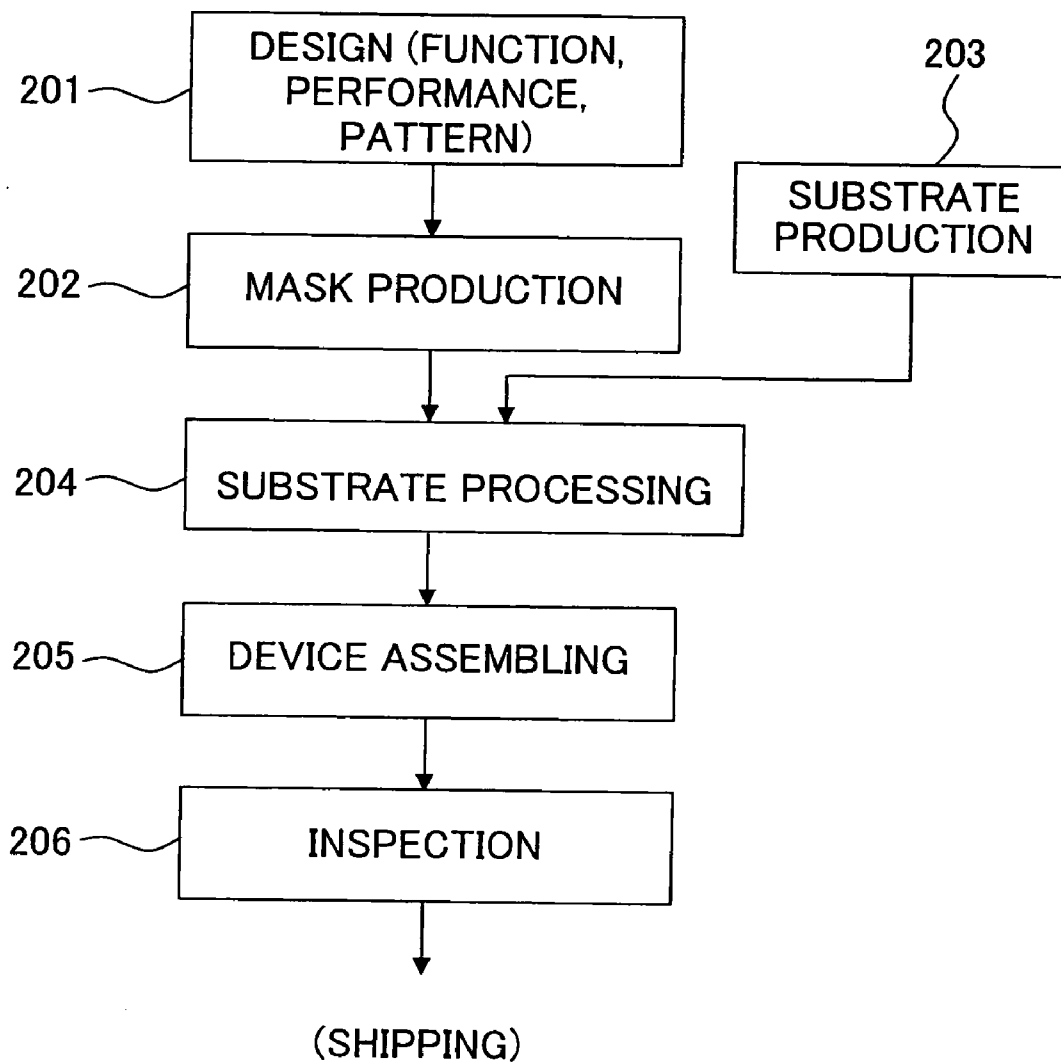 201
DESIGN (FUNCTION,
PERFORMANCE,
PATTERN)
203
SUBSTRATE
PRODUCTION
202
MASK PRODUCTION
204
SUBSTRATE PROCESSING
205
DEVICE ASSEMBLING
206
INSPECTION
(SHIPPING)